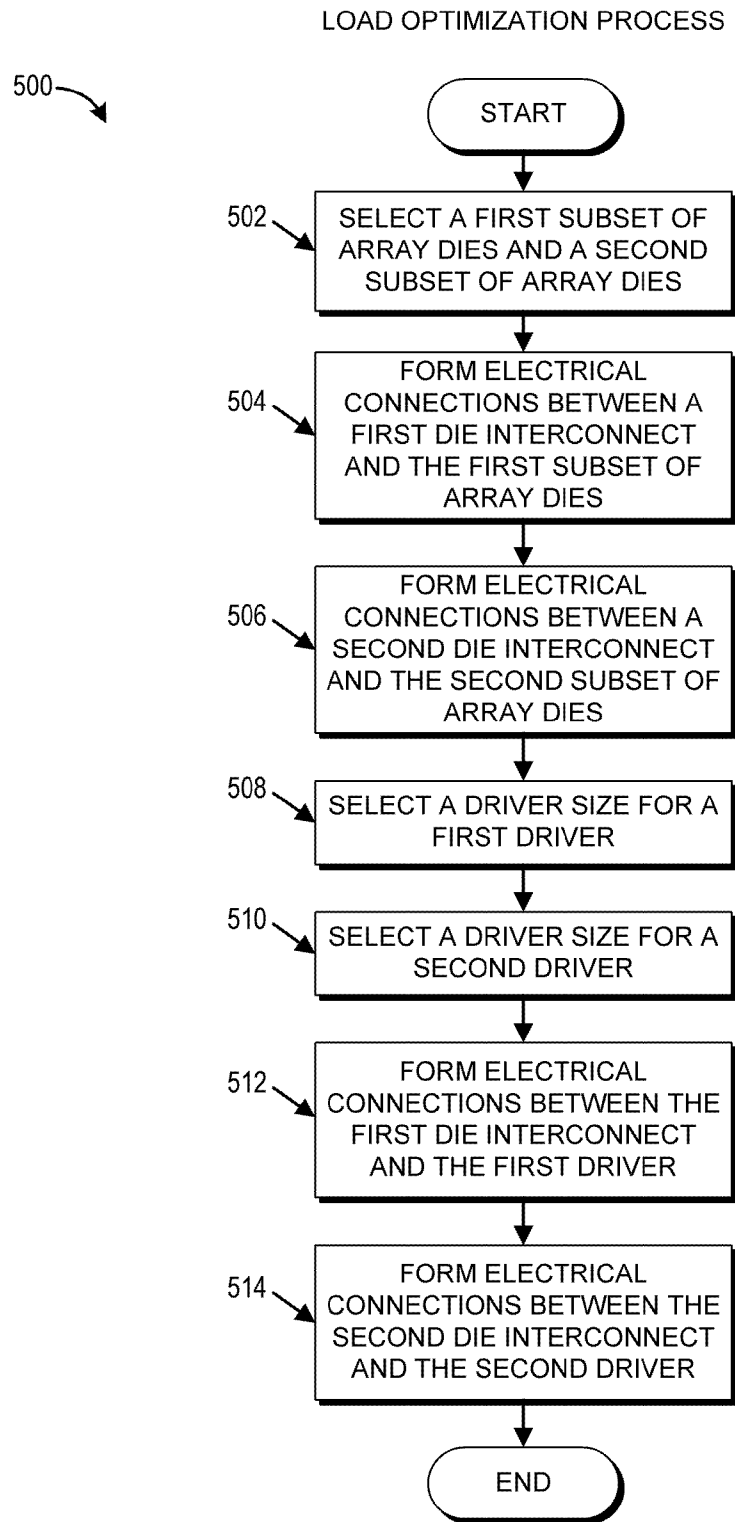 LOAD OPTIMIZATION PROCESS
500
START
502
SELECT A FIRST SUBSET OF
ARRAY DIES AND A SECOND
SUBSET OF ARRAY DIES
504
FORM ELECTRICAL
CONNECTIONS BETWEEN A
FIRST DIE INTERCONNECT
AND THE FIRST SUBSET OF
ARRAY DIES
506
FORM ELECTRICAL
CONNECTIONS BETWEEN A
SECOND DIE INTERCONNECT
AND THE SECOND SUBSET OF
ARRAY DIES
508
SELECT A DRIVER SIZE FOR A
FIRST DRIVER
510
SELECT A DRIVER SIZE FOR A
SECOND DRIVER
512
FORM ELECTRICAL
CONNECTIONS BETWEEN THE
FIRST DIE INTERCONNECT
AND THE FIRST DRIVER
514
FORM ELECTRICAL
CONNECTIONS BETWEEN THE
SECOND DIE INTERCONNECT
AND THE SECOND DRIVER
END